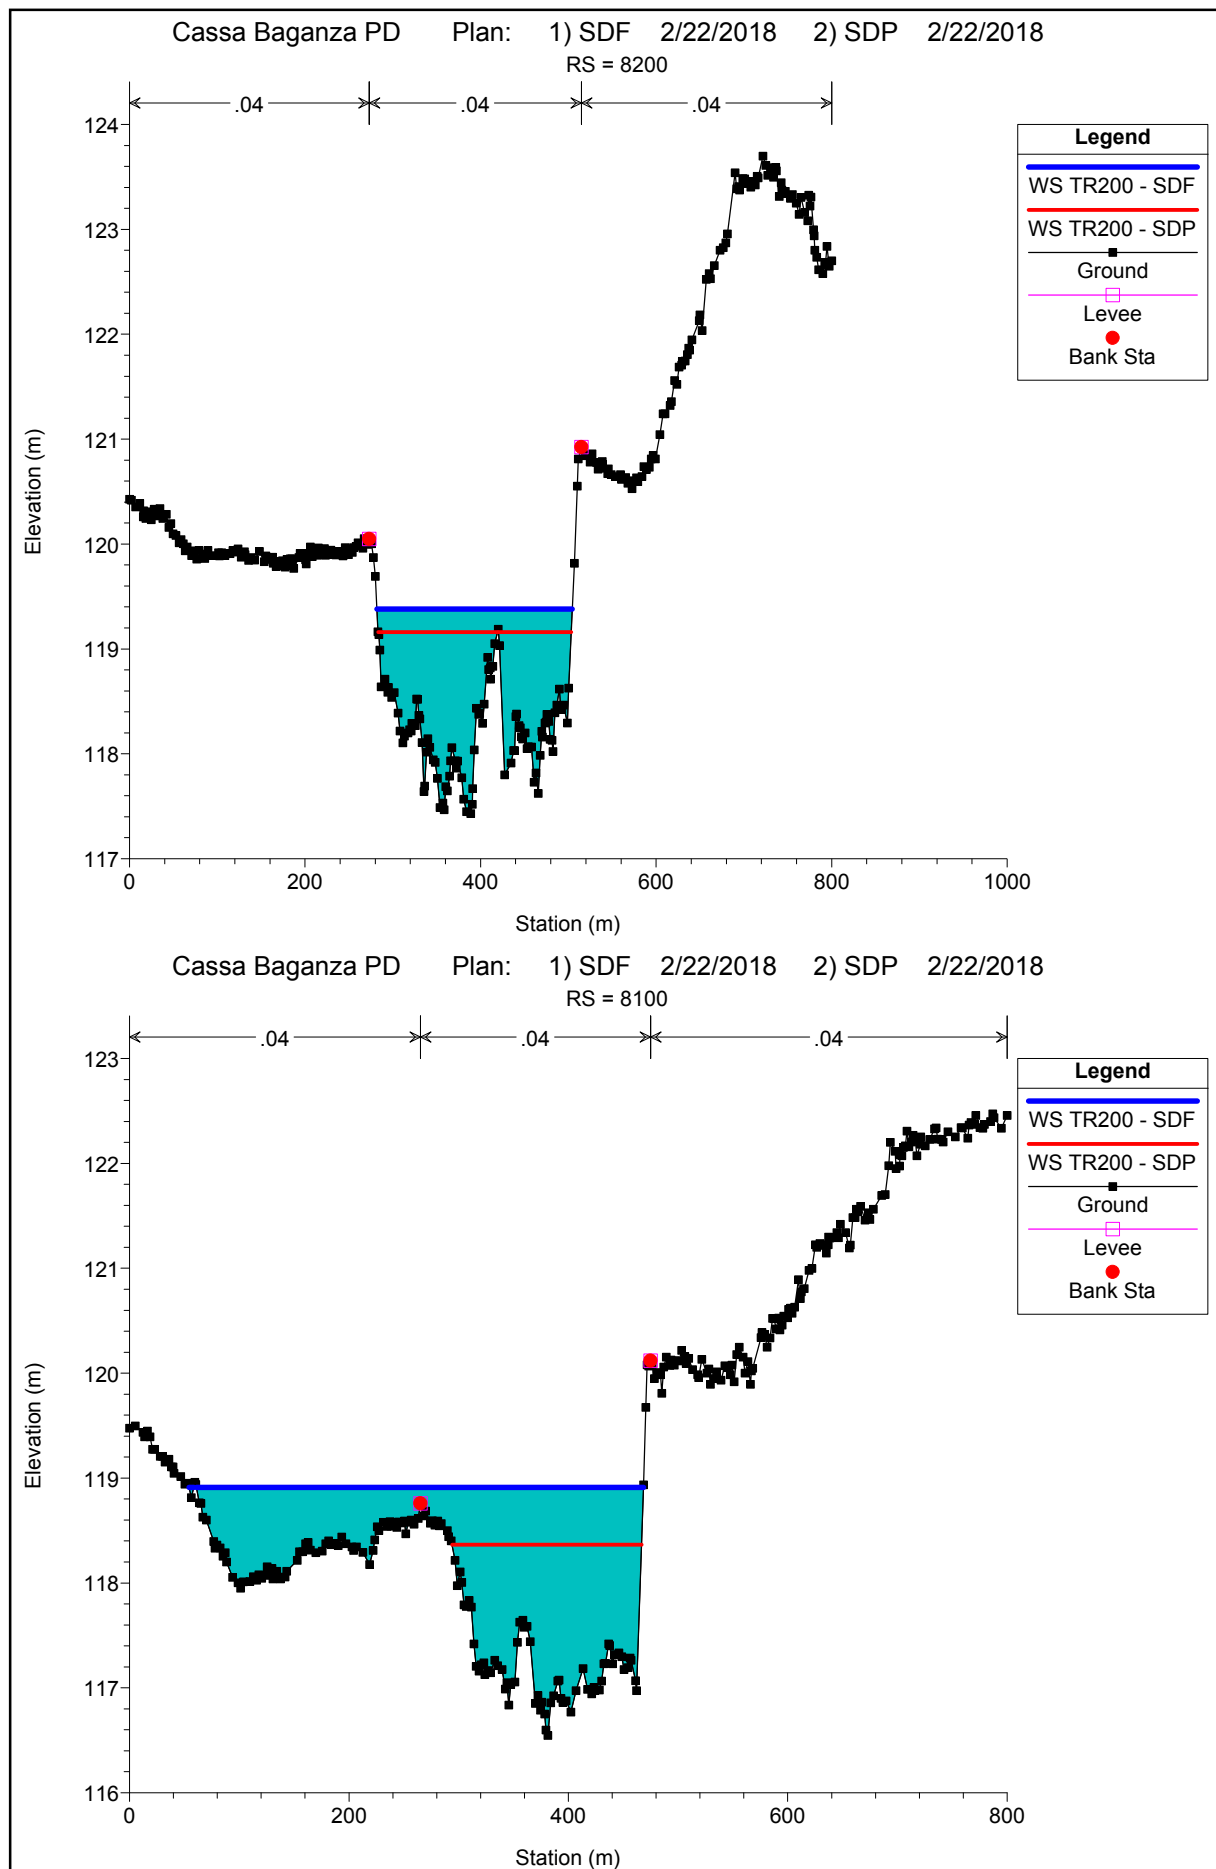 Cassa Baganza PD Plan: 1) SDF 2/22/2018 2) SDP 2/22/2018
RS = 8200
.04 .04 .04
124
123
122
121
120
119
118
117
Elevation (m)
0 200 400 600 800 1000
Station (m)
Legend
WS TR200 - SDF
WS TR200 - SDP
Ground
Levee
Bank Sta
Cassa Baganza PD Plan: 1) SDF 2/22/2018 2) SDP 2/22/2018
RS = 8100
.04 .04 .04
123
122
121
120
119
118
117
116
Elevation (m)
0 200 400 600 800
Station (m)
Legend
WS TR200 - SDF
WS TR200 - SDP
Ground
Levee
Bank Sta